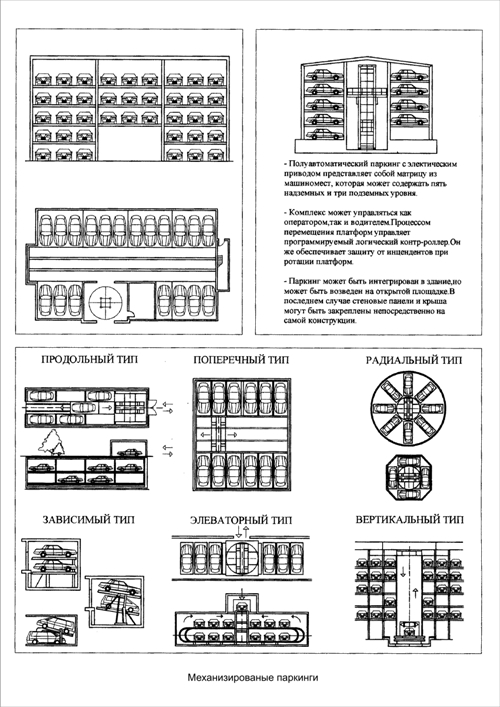 - Полуавтоматический паркинг с электическим
приводом представляет собой матрицу из
машиномест, которая может содержать пять
надземных и три подземных уровня.
- Комплекс может управляться как
оператором,так и водителем.Процессом
перемещения платформ управляет
программируемый логический контр-роллер.Он
же обеспечивает защиту от инцендентов при
ротации платформ.
- Паркинг может быть интегрирован в здание,но
может быть возведен на открытой площадке.В
последнем случае стеновые панели и крыша
могут быть закреплены непосредственно на
самой конструкции.
ПРОДОЛЬНЫЙ ТИП
ПОПЕРЕЧНЫЙ ТИП
РАДИАЛЬНЫЙ ТИП
ЗАВИСИМЫЙ ТИП
ЭЛЕВАТОРНЫЙ ТИП
ВЕРТИКАЛЬНЫЙ ТИП
Механизированые паркинги